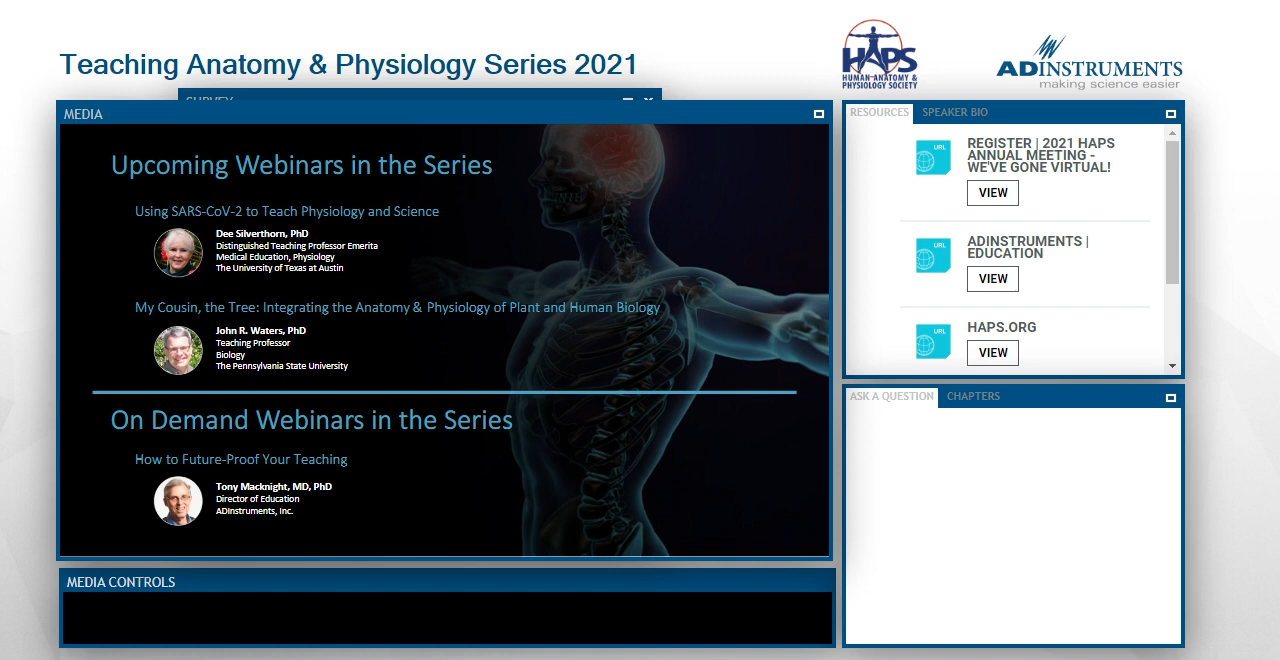 Teaching Anatomy & Physiology Series 2021
HAPS
HUMAN ANATOMY &
PHYSIOLOGY SOCIETY
ADINSTRUMENTS
making science easier
SURVEY
MEDIA
Upcoming Webinars in the Series
Using SARS-CoV-2 to Teach Physiology and Science
Dee Silverthorn, PhD
Distinguished Teaching Professor Emerita
Medical Education, Physiology
The University of Texas at Austin
My Cousin, the Tree: Integrating the Anatomy & Physiology of Plant and Human Biology
John R. Waters, PhD
Teaching Professor
Biology
The Pennsylvania State University
On Demand Webinars in the Series
How to Future-Proof Your Teaching
Tony Macknight, MD, PhD
Director of Education
ADInstruments, Inc.
MEDIA CONTROLS
RESOURCES SPEAKER BIO
URL
REGISTER | 2021 HAPS
ANNUAL MEETING -
WE'VE GONE VIRTUAL!
VIEW
URL
ADINSTRUMENTS |
EDUCATION
VIEW
URL
HAPS.ORG
VIEW
ASK A QUESTION CHAPTERS